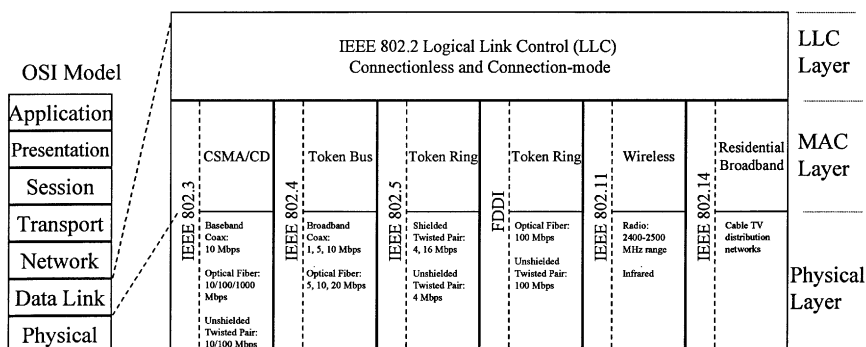 OSI Model
Application
Presentation
Session
Transport
Network
Data Link
Physical
IEEE 802.2 Logical Link Control (LLC)
Connectionless and Connection-mode
LLC
Layer
MAC
Layer
Physical
Layer
IEEE 802.3
CSMA/CD
Baseband
Coax:
10 Mbps
Optical Fiber:
10/100/1000
Mbps
Unshielded
Twisted Pair:
10/100 Mbps
IEEE 802.4
Token Bus
Broadband
Coax:
1, 5, 10 Mbps
Optical Fiber:
5, 10, 20 Mbps
IEEE 802.5
Token Ring
Shielded
Twisted Pair:
4, 16 Mbps
Unshielded
Twisted Pair:
4 Mbps
FDDI
Token Ring
Optical Fiber:
100 Mbps
Unshielded
Twisted Pair:
100 Mbps
IEEE 802.11
Wireless
Radio:
2400-2500
MHz range
Infrared
IEEE 802.14
Residential
Broadband
Cable TV
distribution
networks